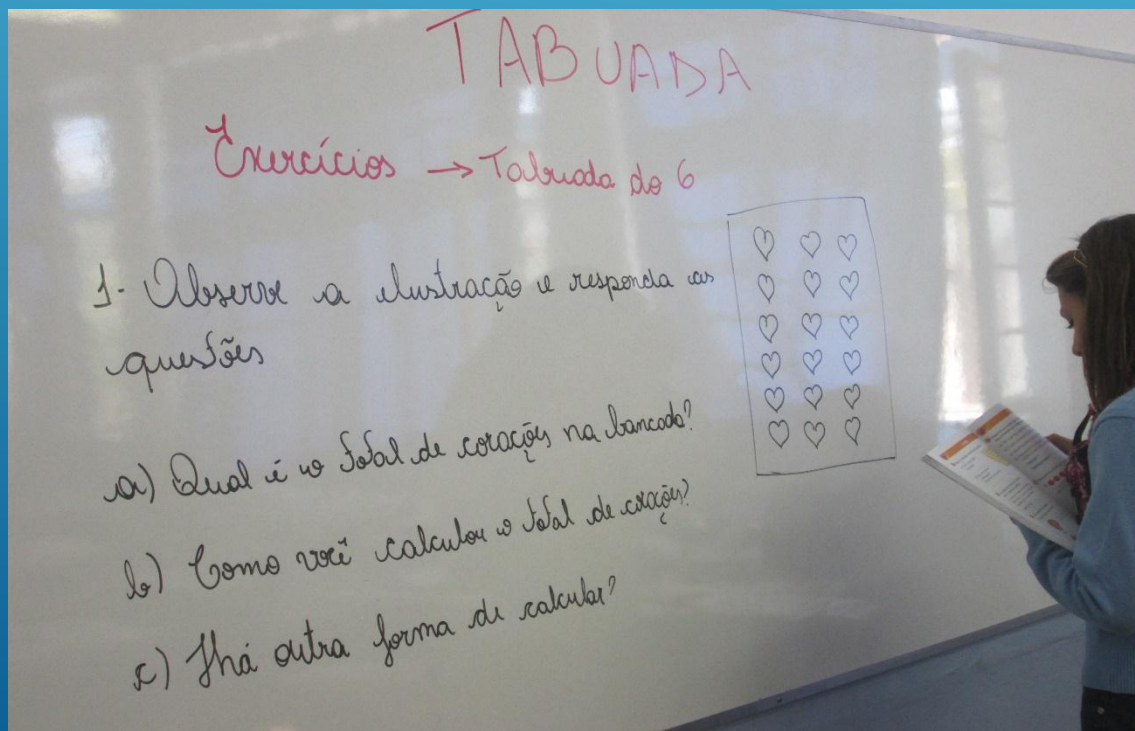 TABUADA
Exercícios → Tabuada do 6
1- Observe a ilustração e responda as
questões
a) Qual é o total de corações na bancada?
b) Como você calculou o total de corações?
c) Há outra forma de calcular?